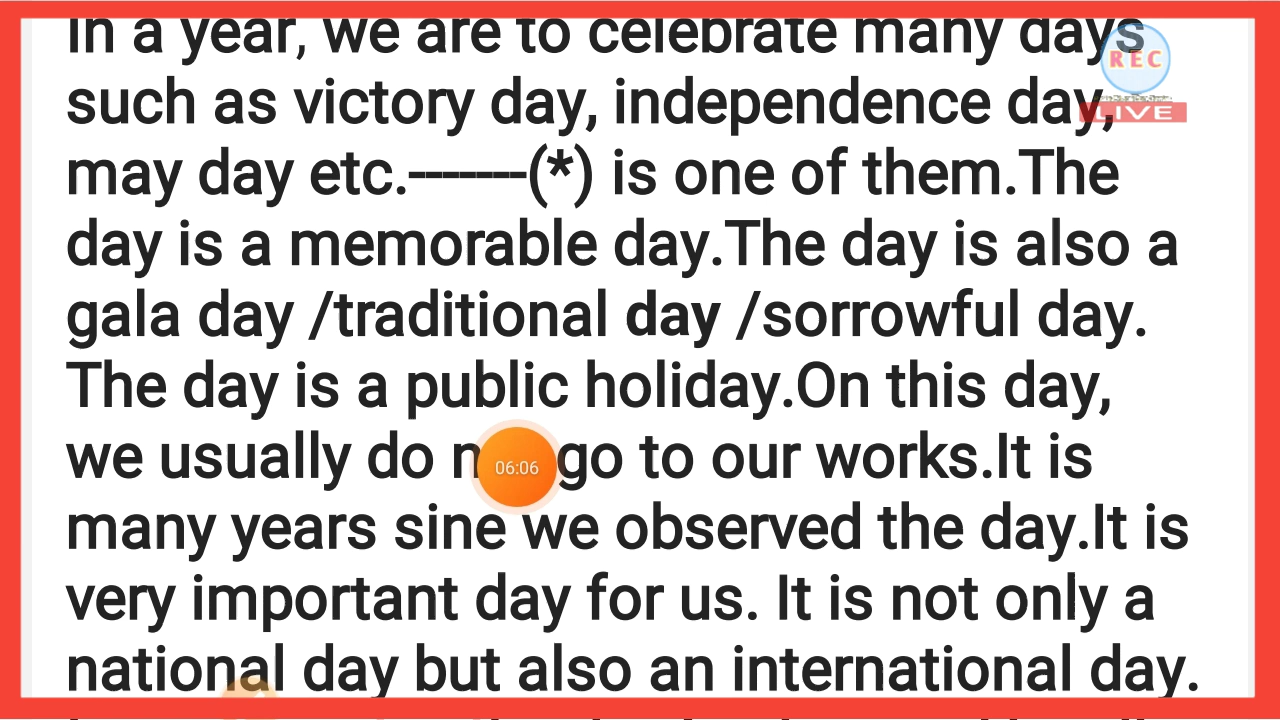 In a year, we are to celebrate many days
REC
such as victory day, independence day,
LIVE
may day etc.-------(*) is one of them.The
day is a memorable day.The day is also a
gala day /traditional day /sorrowful day.
The day is a public holiday.On this day,
we usually do go to our works.It is
06:06
many years sine we observed the day.It is
very important day for us. It is not only a
national day but also an international day.